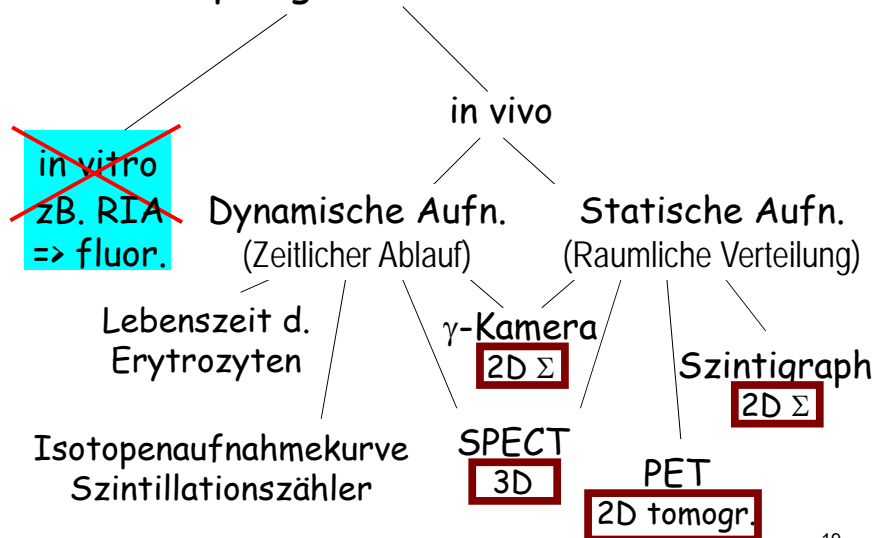 in vivo
in vitro
zB. RIA
=> fluor.
Dynamische Aufn.
(Zeitlicher Ablauf)
Statische Aufn.
(Raumliche Verteilung)
Lebenszeit d.
Erytrozyten
γ-Kamera
2D Σ
Szintigraph
2D Σ
Isotopenaufnahmekurve
Szintillationszähler
SPECT
3D
PET
2D tomogr.